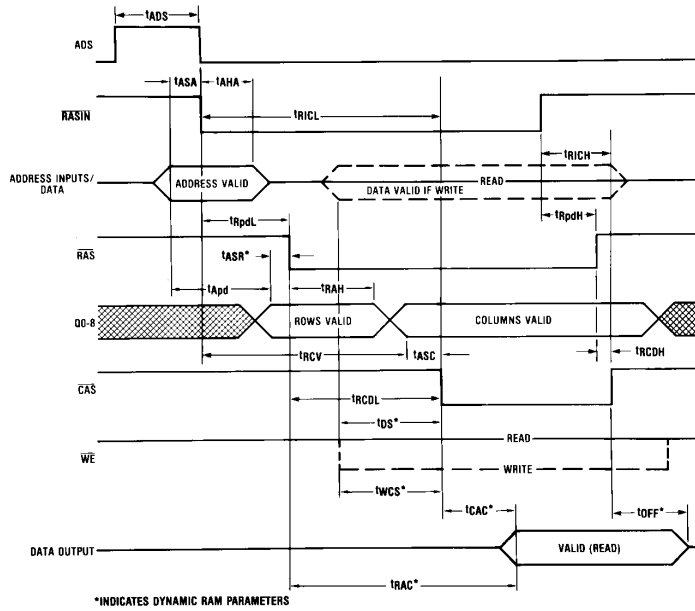 tADS
ADS
tASA tAHA
RASIN
tRICL
tRICH
ADDRESS INPUTS/
DATA
ADDRESS VALID
READ
DATA VALID IF WRITE
tRpdL
tRpdH
RAS
tASR*
tApd
tRAH
Q0-8
ROWS VALID
COLUMNS VALID
tRCV
tASC
tRCDH
CAS
tRCDL
tDS*
READ
WE
WRITE
tWCS*
tCAC*
tOFF*
DATA OUTPUT
VALID (READ)
tRAC*
*INDICATES DYNAMIC RAM PARAMETERS